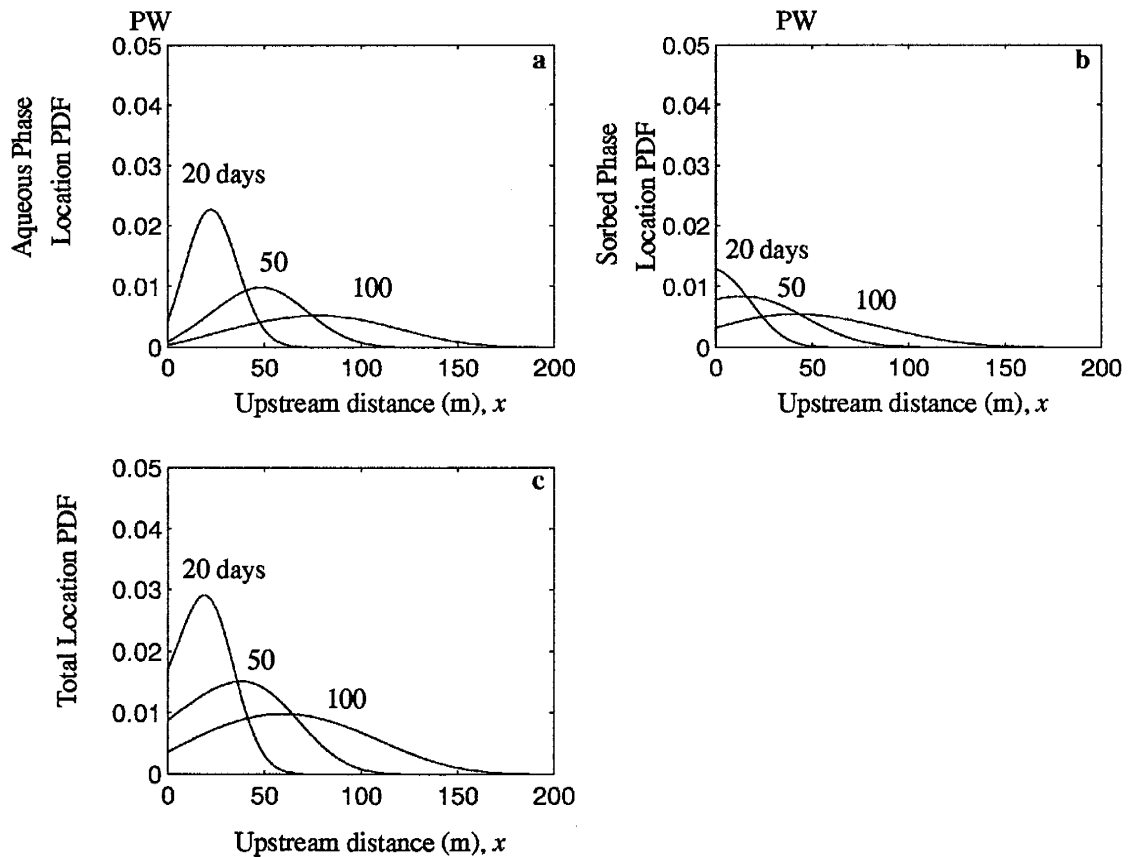 PW
a
0.05
0.04
0.03
0.02
0.01
0
20 days
50
100
Aqueous Phase
Location PDF
0
50
100
150
200
Upstream distance (m), x
PW
b
0.05
0.04
0.03
0.02
0.01
0
20 days
50
100
Sorbed Phase
Location PDF
0
50
100
150
200
Upstream distance (m), x
c
0.05
0.04
0.03
0.02
0.01
0
20 days
50
100
Total Location PDF
0
50
100
150
200
Upstream distance (m), x